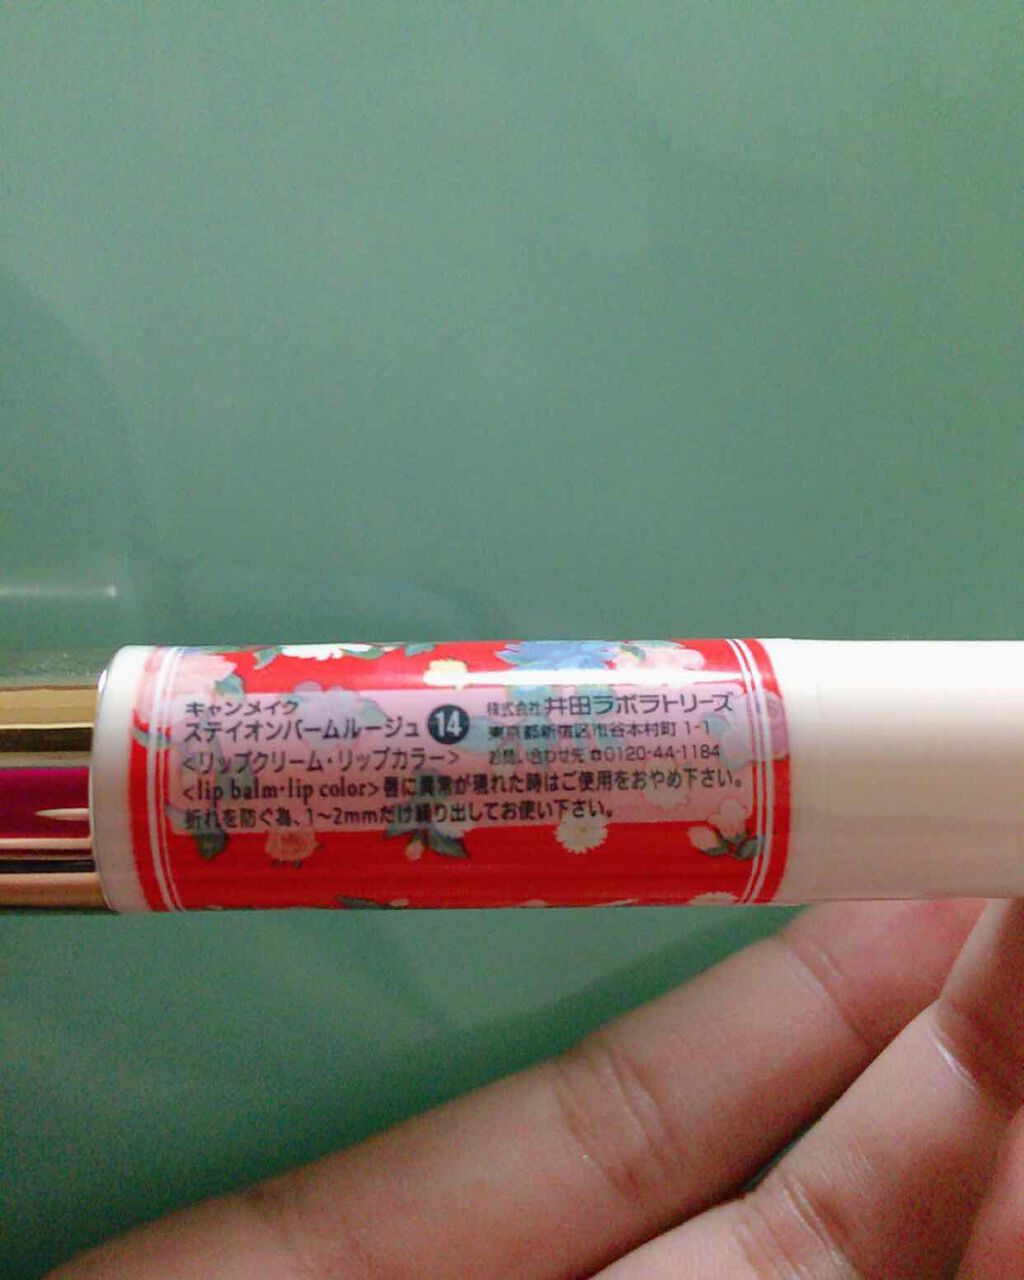 キャンメイク
ステイオンバームルージュ 14
<リップクリーム・リップカラー>
株式会社 井田ラボラトリーズ
東京都新宿区市谷本村町1-1
お問い合わせ先 ☎0120-44-1184
<lip balm・lip color>唇に異常が現れた時はご使用をおやめ下さい。
折れを防ぐ為、1〜2mmだけ繰り出してお使い下さい。